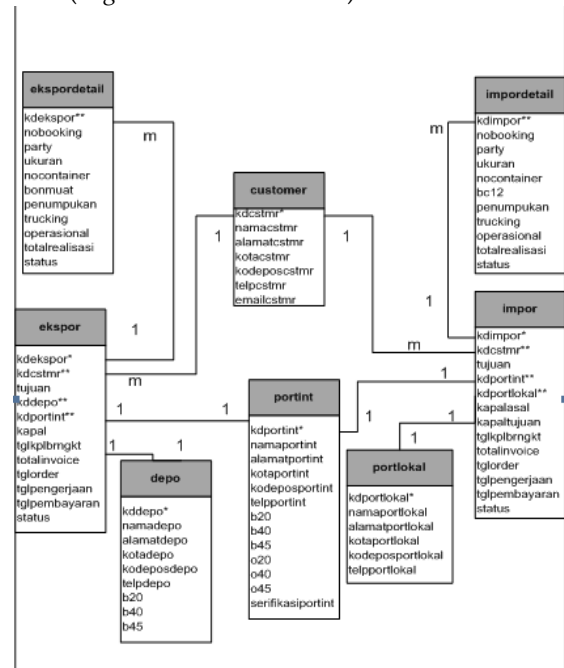 ekspordetail
kdekspor**
nobooking
party
ukuran
nocontainer
bonmuat
penumpukan
trucking
operasional
totalrealisasi
status
m
1
customer
kdcstmr*
namacstmr
alamatcstmr
kotacstmr
kodeposcstmr
telpcstmr
emailcstmr
1
1
impordetail
kdimpor**
nobooking
party
ukuran
nocontainer
bc12
penumpukan
trucking
operasional
totalrealisasi
status
m
1
ekspor
kdekspor*
kdcstmr**
tujuan
kddepo**
kdportint**
kapal
tglkplbrngkt
totalinvoice
tglorder
tglpengerjaan
tglpembayaran
status
m
1
1
1
1
depo
kddepo*
namadepo
alamatdepo
kotadepo
kodeposdepo
telpdepo
b20
b40
b45
portint
kdportint*
namaportint
alamatportint
kotaportint
kodeposportint
telpportint
b20
b40
b45
o20
o40
o45
serifikasiportint
m
1
1
1
1
portlokal
kdportlokal*
namaportlokal
alamatportlokal
kotaportlokal
kodeposportlokal
telpportlokal
impor
kdimpor*
kdcstmr**
tujuan
kdportint**
kdportlokal**
kapalasal
kapaltujuan
tglkplbrngkt
totalinvoice
tglorder
tglpengerjaan
tglpembayaran
status